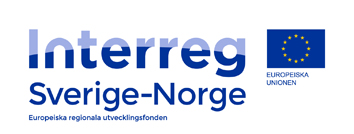 Interreg
Sverige-Norge
Europeiska regionala utvecklingsfonden
EUROPEISKA
UNIONEN